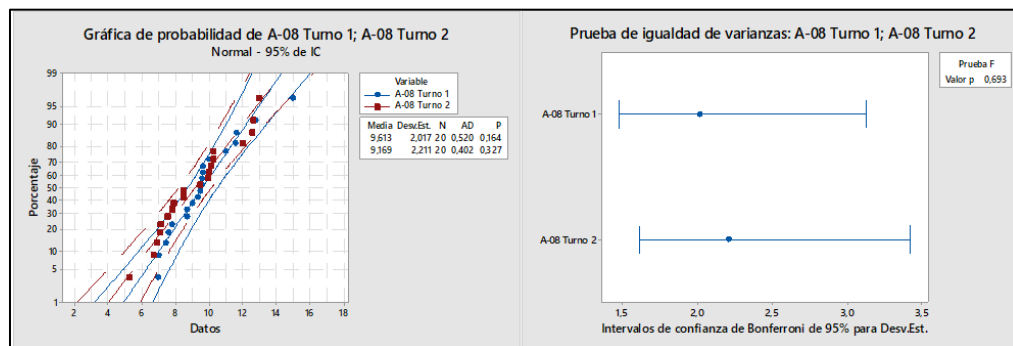 Gráfica de probabilidad de A-08 Turno 1; A-08 Turno 2
Normal - 95% de IC
Porcentaje
99
95
90
80
70
60
50
40
30
20
10
5
1
2 4 6 8 10 12 14 16 18
Datos
Variable
A-08 Turno 1
A-08 Turno 2
Media Desv.Est. N AD P
9,613 2,017 20 0,520 0,164
9,169 2,211 20 0,402 0,327
Prueba de igualdad de varianzas: A-08 Turno 1; A-08 Turno 2
Prueba F
Valor p 0,693
A-08 Turno 1
A-08 Turno 2
1,5 2,0 2,5 3,0 3,5
Intervalos de confianza de Bonferroni de 95% para Desv.Est.